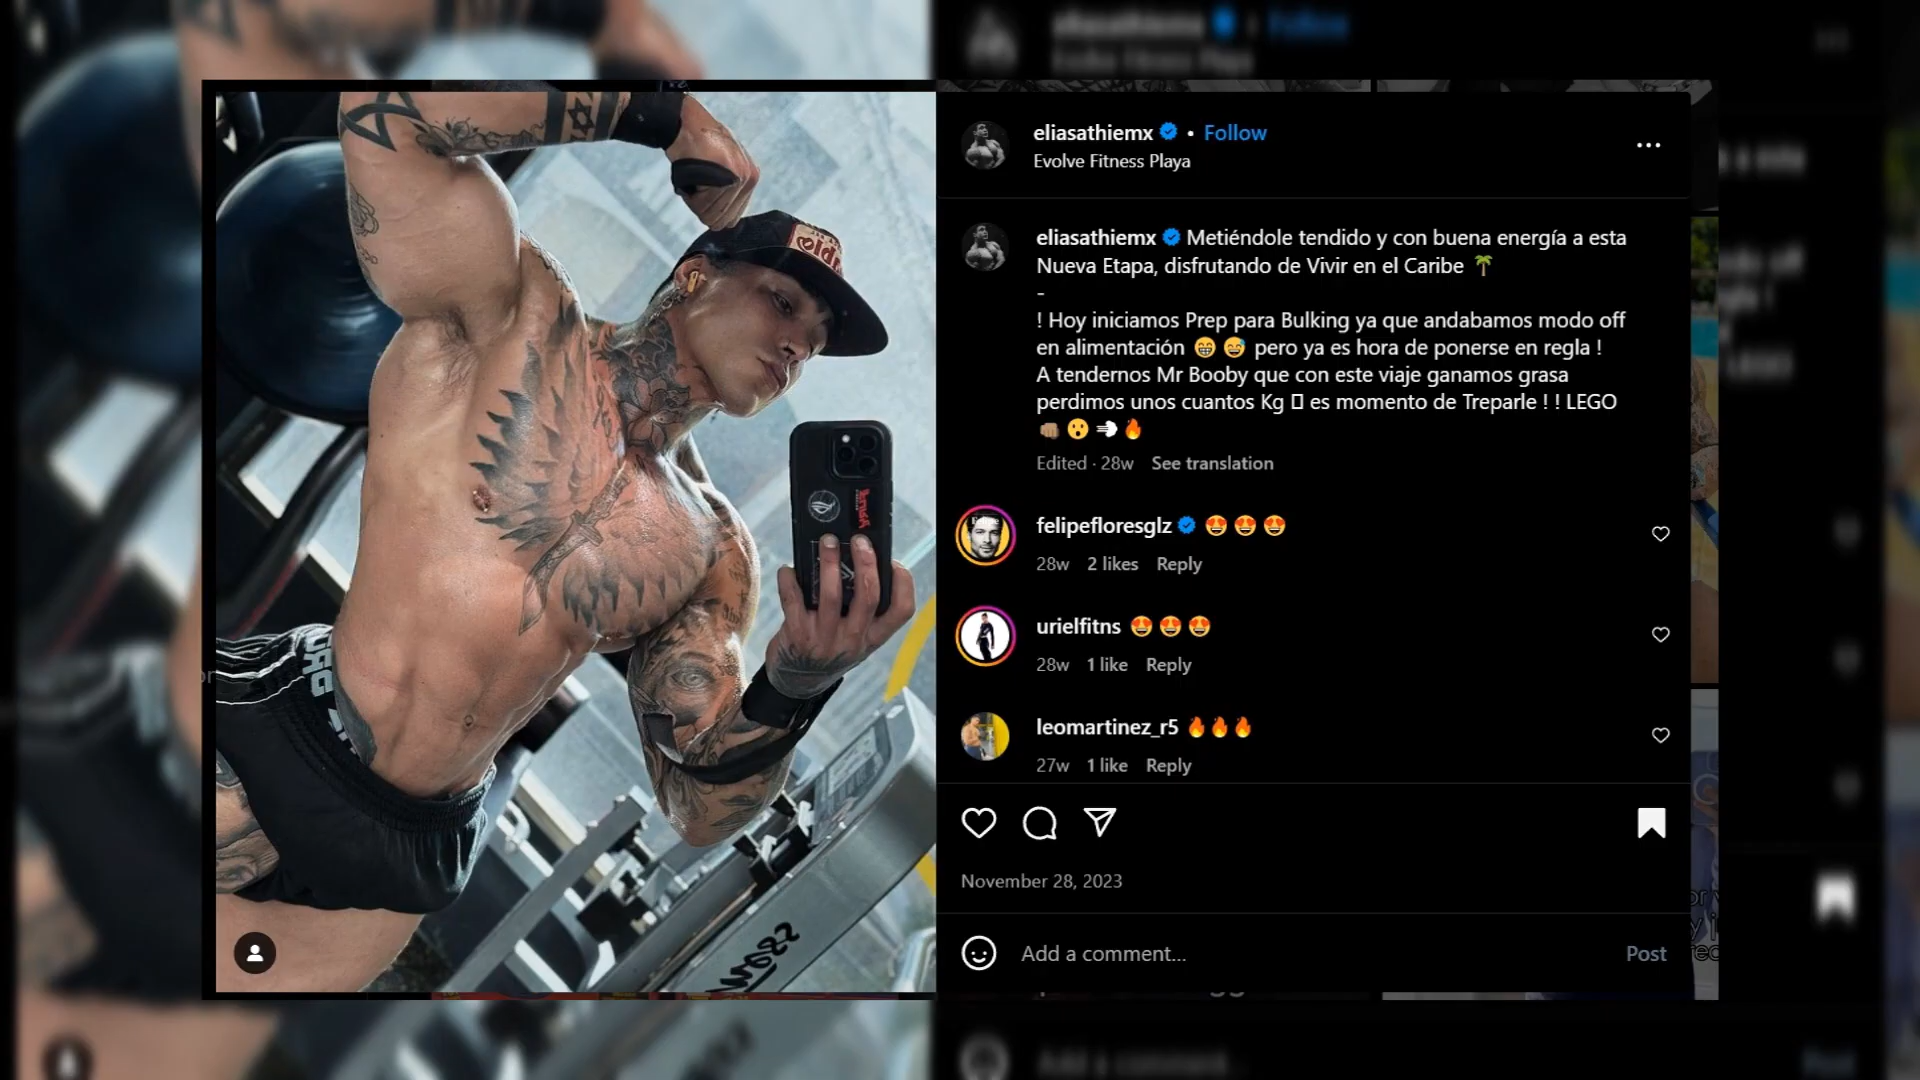 eliasathiemx • Follow
Evolve Fitness Playa
eliasathiemx Metiéndole tendido y con buena energía a esta
Nueva Etapa, disfrutando de Vivir en el Caribe 🌴
-
! Hoy iniciamos Prep para Bulking ya que andabamos modo off
en alimentación 😁 😅 pero ya es hora de ponerse en regla !
A tendernos Mr Booby que con este viaje ganamos grasa
perdimos unos cuantos Kg es momento de Treparle ! ! LEGO
👊🏽 😮‍💨 🔥
Edited · 28w See translation
felipefloresglz 😍 😍 😍
28w 2 likes Reply
urielfitns 😍 😍 😍
28w 1 like Reply
leomartinez_r5 🔥🔥🔥
27w 1 like Reply
November 28, 2023
Add a comment... Post